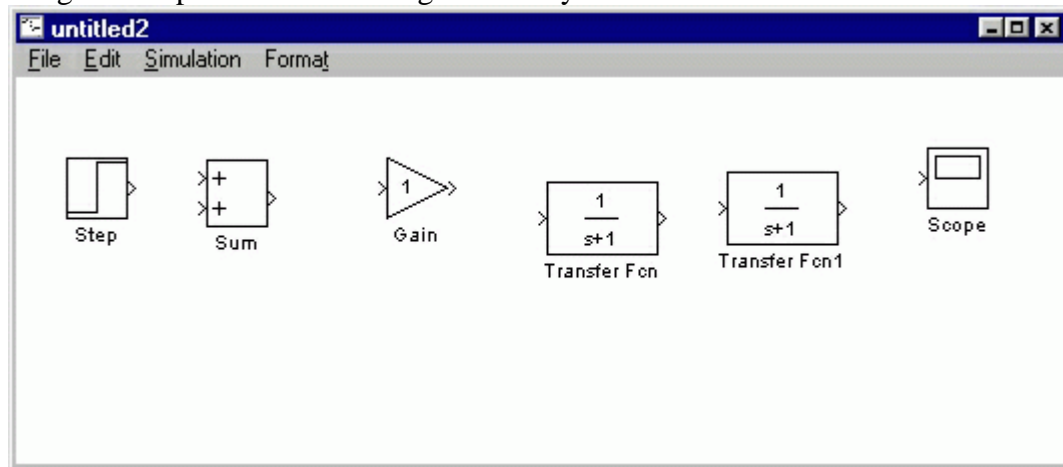 untitled2
File Edit Simulation Format
+
+
Step
Sum
1
Gain
1
s+1
Transfer Fcn
1
s+1
Transfer Fcn1
Scope